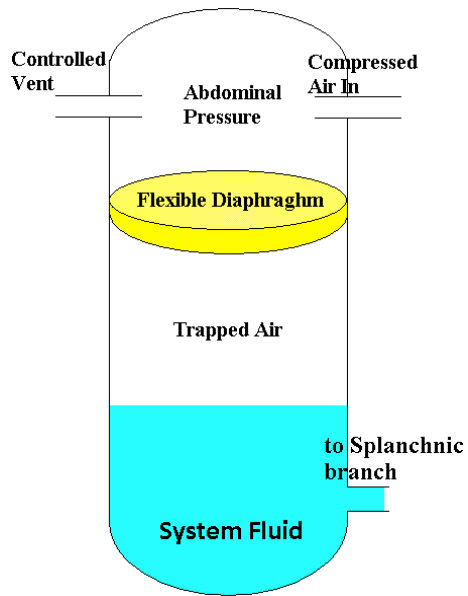 Controlled
Vent
Compressed
Air In
Abdominal
Pressure
Flexible Diaphraghm
Trapped Air
to Splanchnic
branch
System Fluid